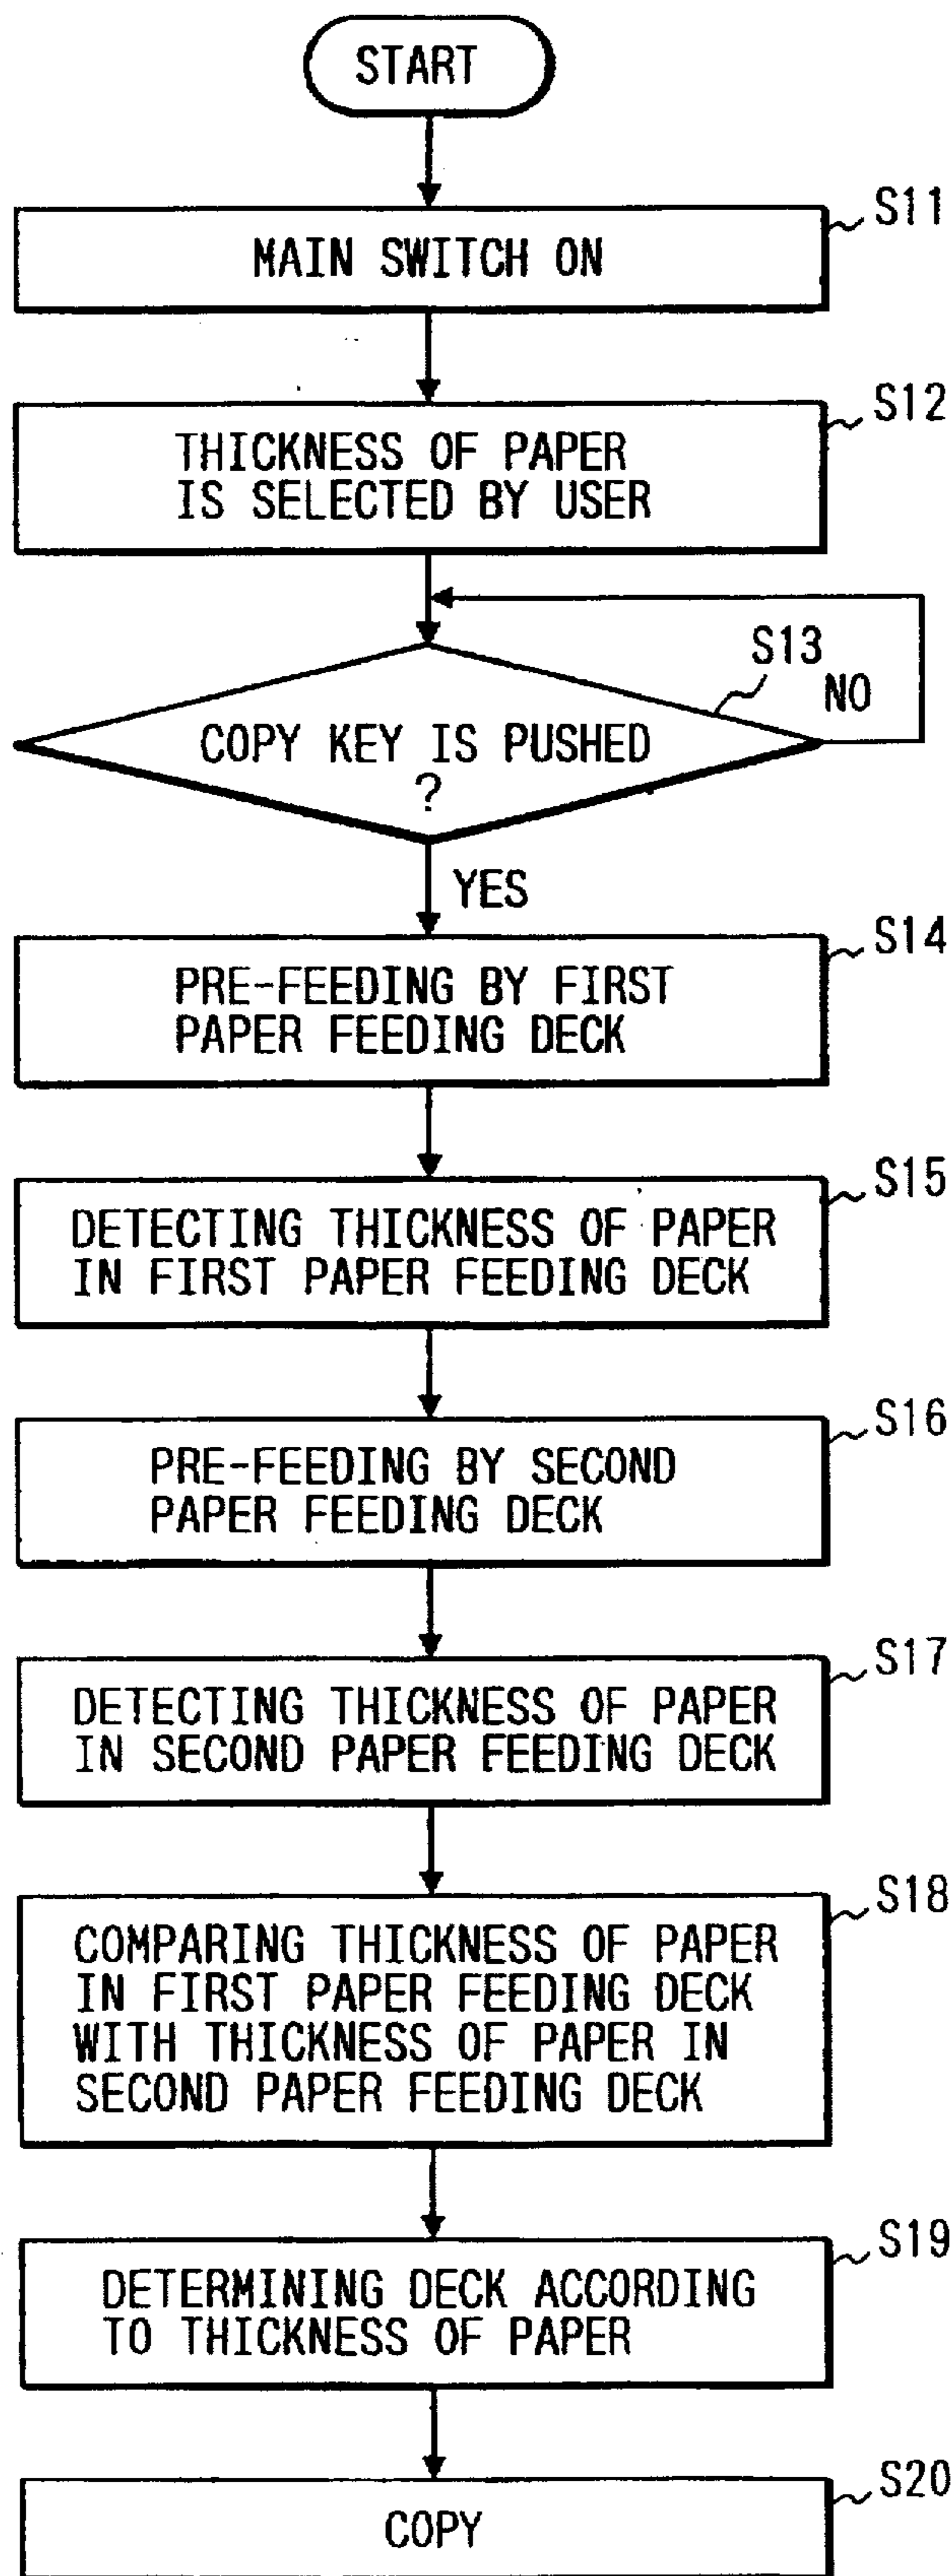 START
S11
MAIN SWITCH ON
S12
THICKNESS OF PAPER
IS SELECTED BY USER
S13
NO
COPY KEY IS PUSHED
?
YES
S14
PRE-FEEDING BY FIRST
PAPER FEEDING DECK
S15
DETECTING THICKNESS OF PAPER
IN FIRST PAPER FEEDING DECK
S16
PRE-FEEDING BY SECOND
PAPER FEEDING DECK
S17
DETECTING THICKNESS OF PAPER
IN SECOND PAPER FEEDING DECK
S18
COMPARING THICKNESS OF PAPER
IN FIRST PAPER FEEDING DECK
WITH THICKNESS OF PAPER IN
SECOND PAPER FEEDING DECK
S19
DETERMINING DECK ACCORDING
TO THICKNESS OF PAPER
S20
COPY